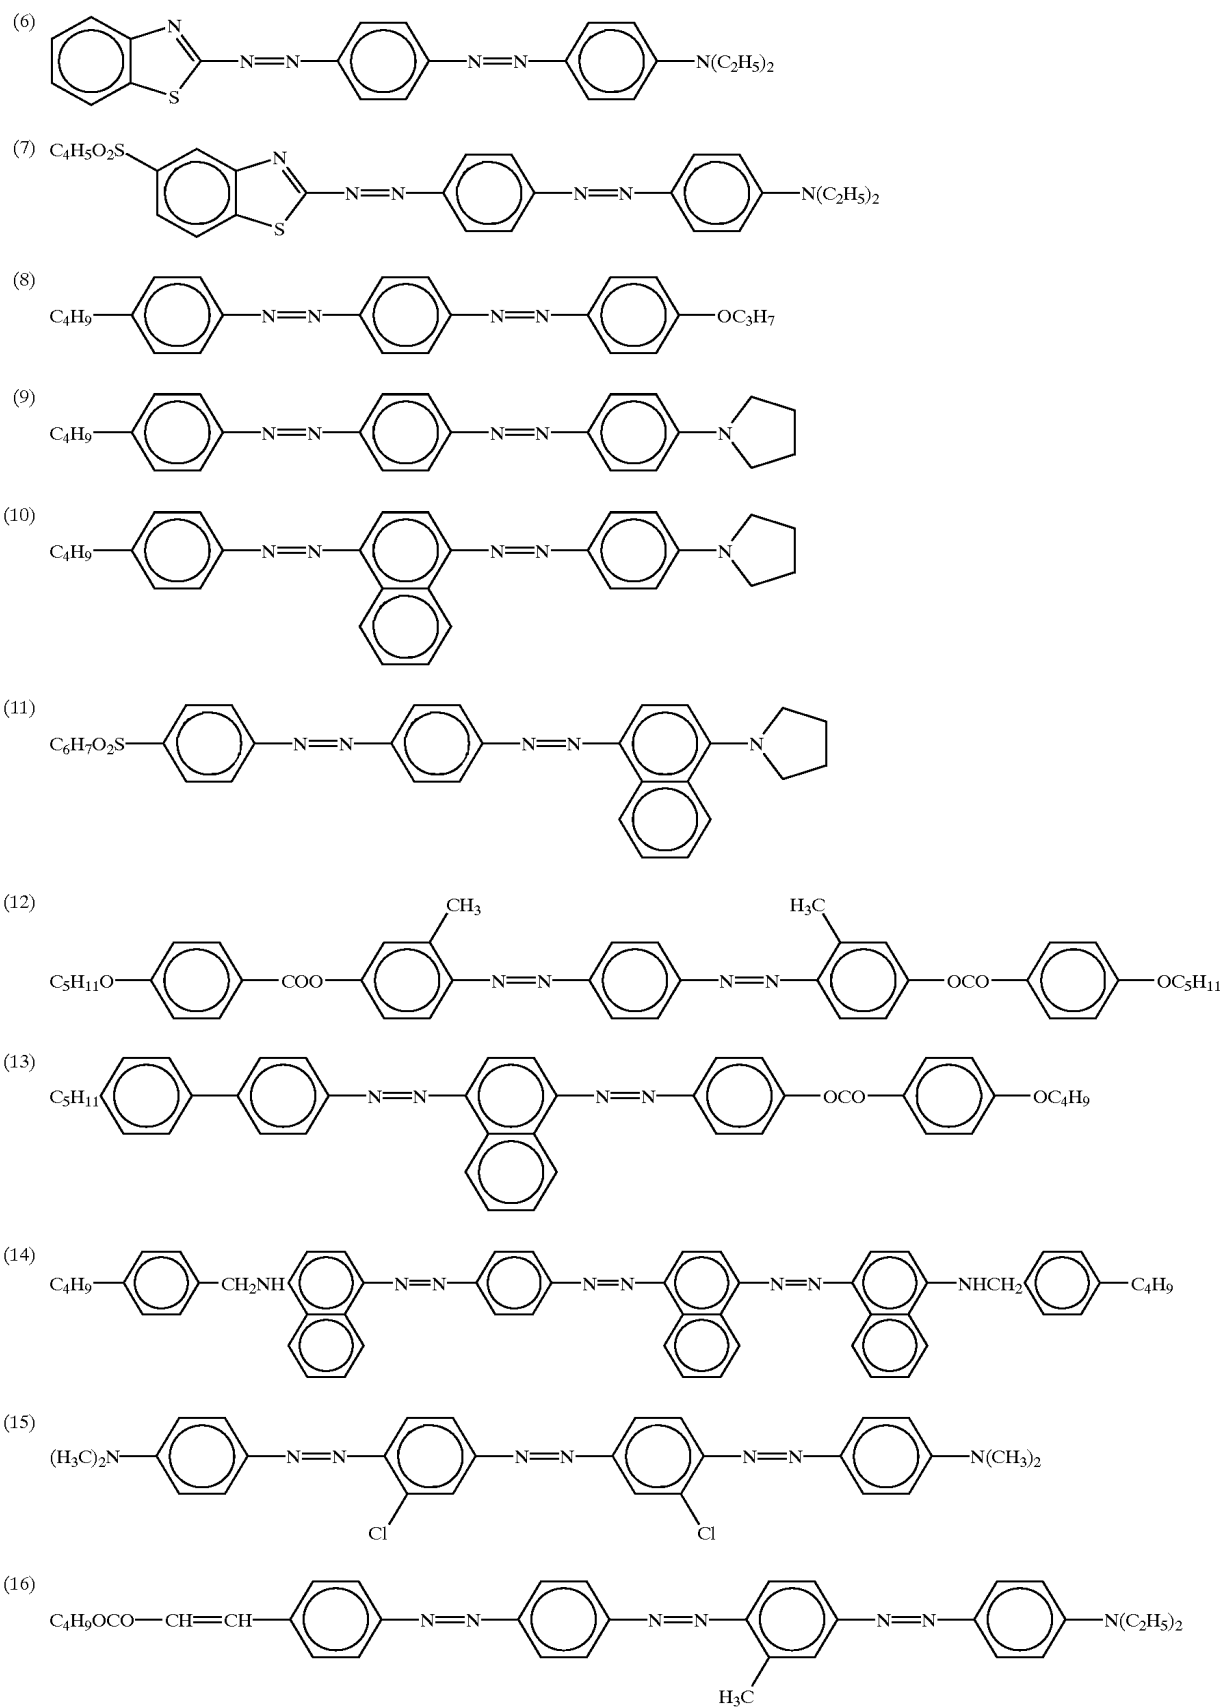 (6) N S N=N N=N N(C2H5)2
(7) C4H5O2S N S N=N N=N N(C2H5)2
(8) C4H9 N=N N=N OC3H7
(9) C4H9 N=N N=N N
(10) C4H9 N=N N=N N
(11) C6H7O2S N=N N=N N
(12) CH3 H3C
C5H11O COO N=N N=N OCO OC5H11
(13) C5H11 N=N N=N OCO OC4H9
(14) C4H9 CH2NH N=N N=N N=N NHCH2 C4H9
(15) (H3C)2N N=N N=N N=N N(CH3)2
Cl Cl
(16) C4H9OCO CH=CH N=N N=N N=N N(C2H5)2
H3C